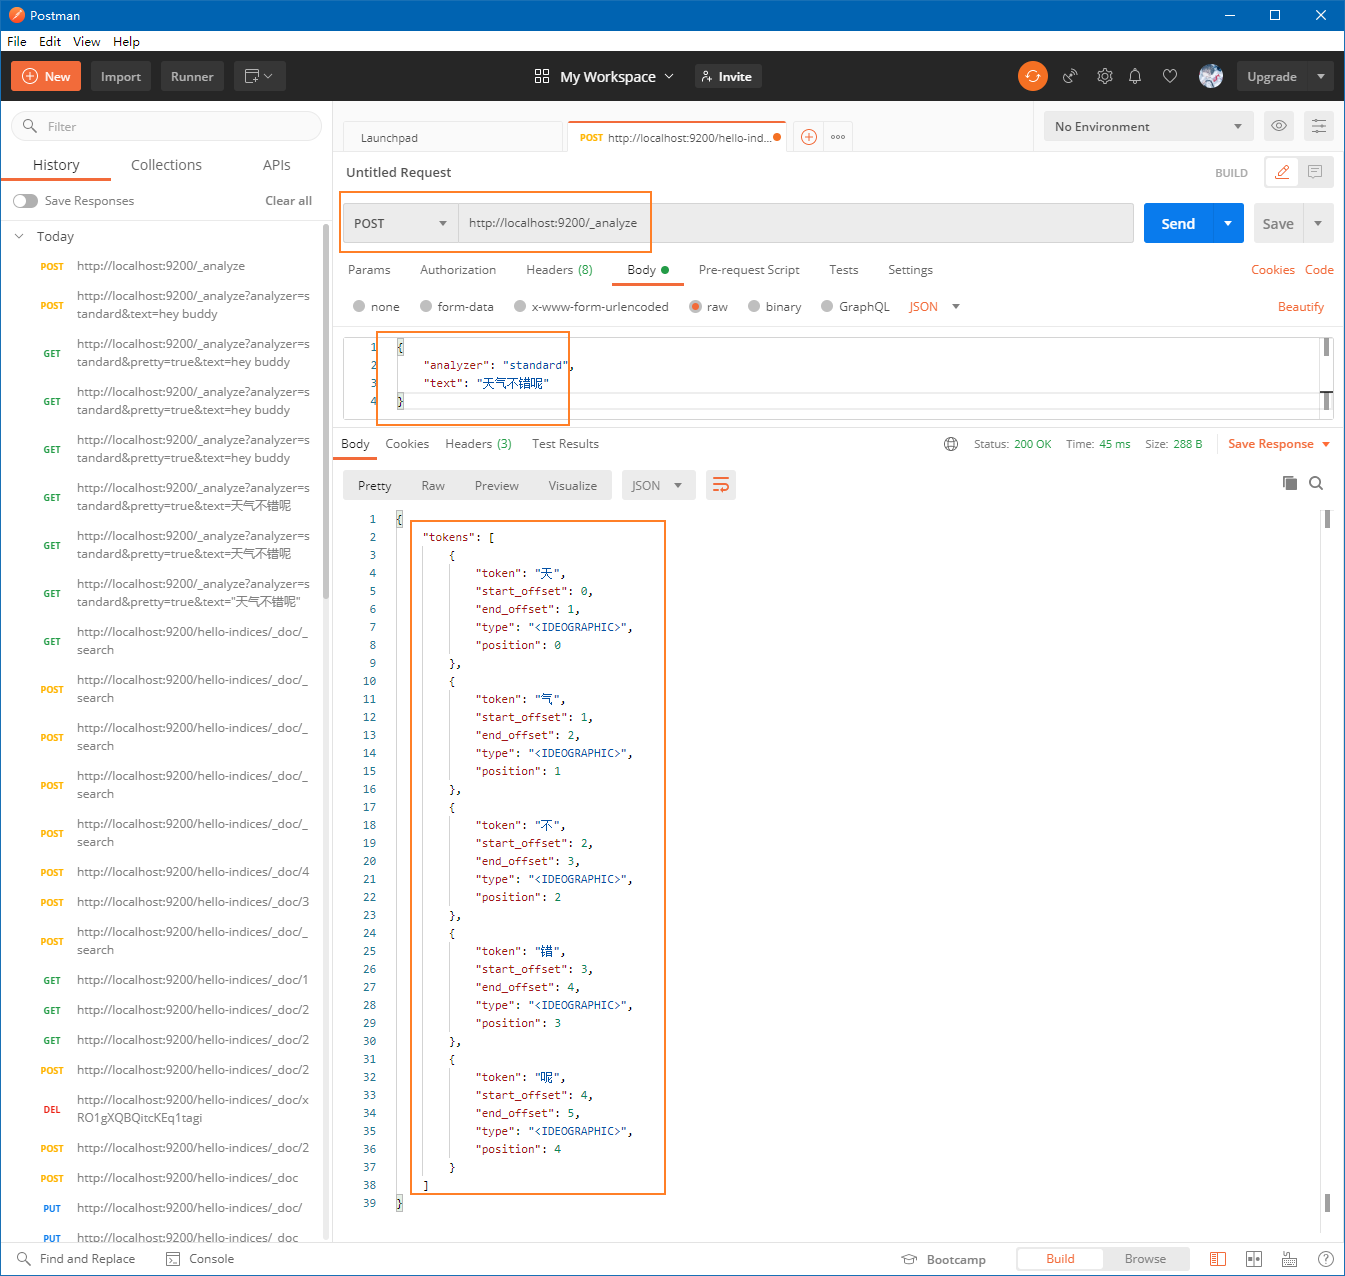 Postman
File Edit View Help
New Import Runner My Workspace Invite Upgrade
Filter
History Collections APIs
Save Responses Clear all
Today
POST http://localhost:9200/_analyze
POST http://localhost:9200/_analyze?analyzer=s
tandard&text=hey buddy
GET http://localhost:9200/_analyze?analyzer=s
tandard&pretty=true&text=hey buddy
GET http://localhost:9200/_analyze?analyzer=s
tandard&pretty=true&text=hey buddy
GET http://localhost:9200/_analyze?analyzer=s
tandard&pretty=true&text=hey buddy
GET http://localhost:9200/_analyze?analyzer=s
tandard&pretty=true&text=天气不错呢
GET http://localhost:9200/_analyze?analyzer=s
tandard&pretty=true&text=天气不错呢
GET http://localhost:9200/_analyze?analyzer=s
tandard&pretty=true&text="天气不错呢"
GET http://localhost:9200/hello-indices/_doc/_
search
POST http://localhost:9200/hello-indices/_doc/_
search
POST http://localhost:9200/hello-indices/_doc/_
search
POST http://localhost:9200/hello-indices/_doc/_
search
POST http://localhost:9200/hello-indices/_doc/_
search
POST http://localhost:9200/hello-indices/_doc/4
POST http://localhost:9200/hello-indices/_doc/3
POST http://localhost:9200/hello-indices/_doc/_
search
GET http://localhost:9200/hello-indices/_doc/1
GET http://localhost:9200/hello-indices/_doc/2
GET http://localhost:9200/hello-indices/_doc/2
POST http://localhost:9200/hello-indices/_doc/2
DEL http://localhost:9200/hello-indices/_doc/x
RO1gXQBQitcKEq1tagi
POST http://localhost:9200/hello-indices/_doc/2
POST http://localhost:9200/hello-indices/_doc
PUT http://localhost:9200/hello-indices/_doc/
PUT http://localhost:9200/hello-indices/_doc
Launchpad POST http://localhost:9200/hello-ind... No Environment
Untitled Request BUILD
POST http://localhost:9200/_analyze Send Save
Params Authorization Headers (8) Body Pre-request Script Tests Settings Cookies Code
none form-data x-www-form-urlencoded raw binary GraphQL JSON Beautify
1 {
2 "analyzer": "standard",
3 "text": "天气不错呢"
4 }
Body Cookies Headers (3) Test Results Status: 200 OK Time: 45 ms Size: 288 B Save Response
Pretty Raw Preview Visualize JSON
1 {
2 "tokens": [
3 {
4 "token": "天",
5 "start_offset": 0,
6 "end_offset": 1,
7 "type": "<IDEOGRAPHIC>",
8 "position": 0
9 },
10 {
11 "token": "气",
12 "start_offset": 1,
13 "end_offset": 2,
14 "type": "<IDEOGRAPHIC>",
15 "position": 1
16 },
17 {
18 "token": "不",
19 "start_offset": 2,
20 "end_offset": 3,
21 "type": "<IDEOGRAPHIC>",
22 "position": 2
23 },
24 {
25 "token": "错",
26 "start_offset": 3,
27 "end_offset": 4,
28 "type": "<IDEOGRAPHIC>",
29 "position": 3
30 },
31 {
32 "token": "呢",
33 "start_offset": 4,
34 "end_offset": 5,
35 "type": "<IDEOGRAPHIC>",
36 "position": 4
37 }
38 ]
39 }
Find and Replace Console Bootcamp Build Browse